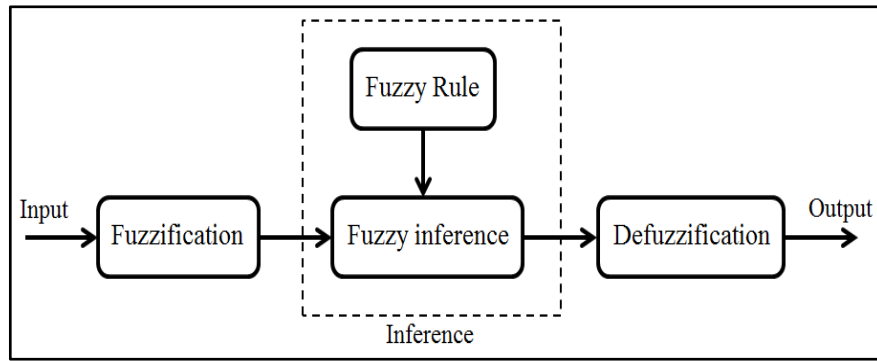 Fuzzy Rule
Input
Fuzzification
Fuzzy inference
Defuzzification
Output
Inference